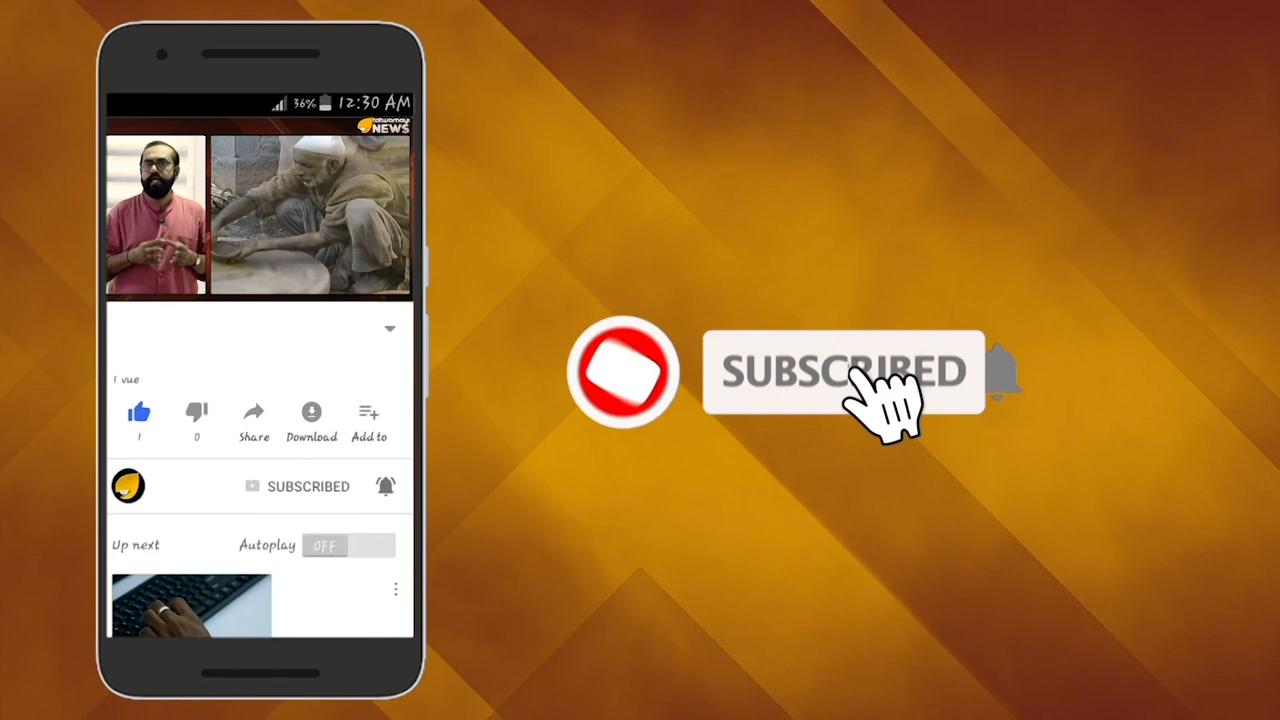 36% 12:30 AM
tatwamayi
NEWS
1 vue
1
0
Share
Download
Add to
SUBSCRIBED
Up next
Autoplay
OFF
SUBSCRIBED